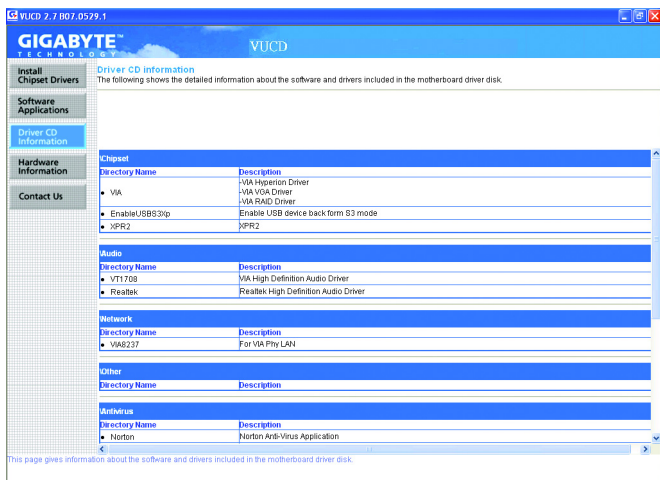 VUCD 2.7 B07.0529.1
GIGABYTE™
TECHNOLOGY
VUCD
Install
Chipset Drivers
Software
Applications
Driver CD
Information
Hardware
Information
Contact Us
Driver CD information
The following shows the detailed information about the software and drivers included in the motherboard driver disk.
\Chipset
Directory Name Description
• VIA
-VIA Hyperion Driver
-VIA VGA Driver
-VIA RAID Driver
• EnableUSBS3Xp Enable USB device back form S3 mode
• XPR2 XPR2
\Audio
Directory Name Description
• VT1708 VIA High Definition Audio Driver
• Realtek Realtek High Definition Audio Driver
\Network
Directory Name Description
• VIA8237 For VIA Phy LAN
\Other
Directory Name Description
\Antivirus
Directory Name Description
• Norton Norton Anti-Virus Application
This page gives information about the software and drivers included in the motherboard driver disk.